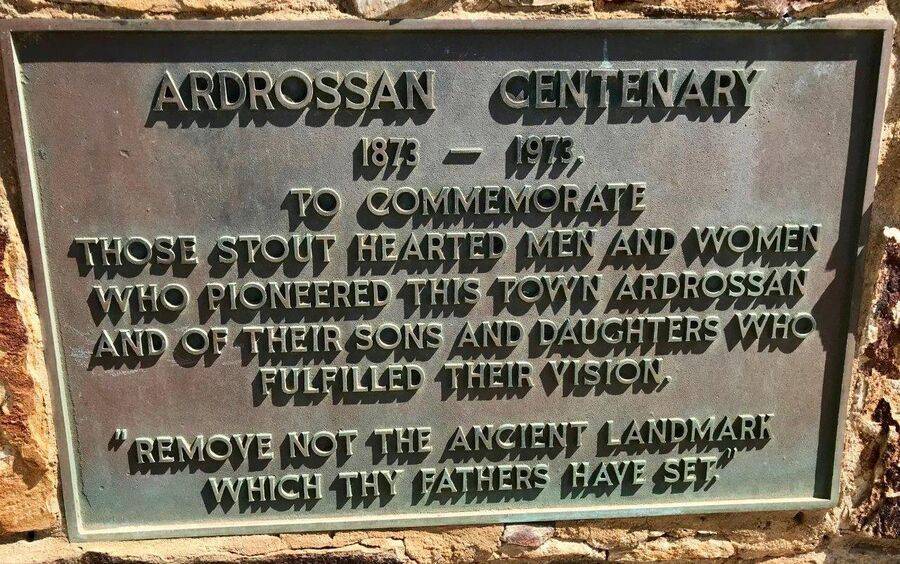 ARDROSSAN CENTENARY
1873 — 1973.
TO COMMEMORATE
THOSE STOUT HEARTED MEN AND WOMEN
WHO PIONEERED THIS TOWN ARDROSSAN
AND OF THEIR SONS AND DAUGHTERS WHO
FULFILLED THEIR VISION.
"REMOVE NOT THE ANCIENT LANDMARK
WHICH THY FATHERS HAVE SET."